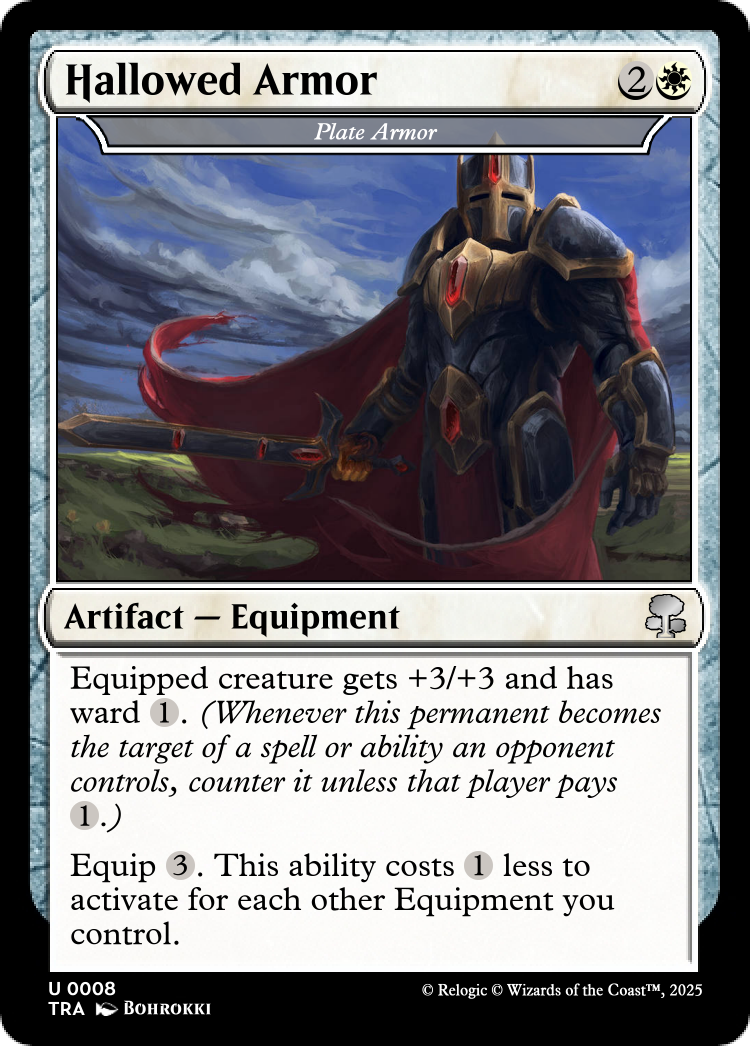 Hallowed Armor 2
Plate Armor
Artifact — Equipment
Equipped creature gets +3/+3 and has
ward 1. (Whenever this permanent becomes
the target of a spell or ability an opponent
controls, counter it unless that player pays
1.)
Equip 3. This ability costs 1 less to
activate for each other Equipment you
control.
U 0008
TRA BOHROKKI
© Relogic © Wizards of the Coast™, 2025